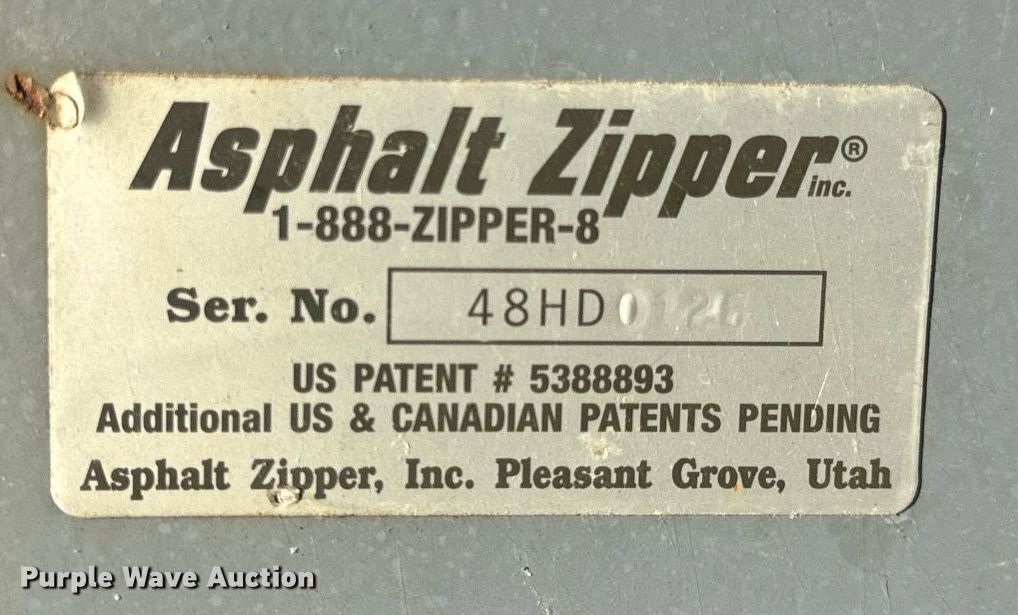 Asphalt Zipper® inc.
1-888-ZIPPER-8
Ser. No. 48HD0126
US PATENT # 5388893
Additional US & CANADIAN PATENTS PENDING
Asphalt Zipper, Inc. Pleasant Grove, Utah
Purple Wave Auction